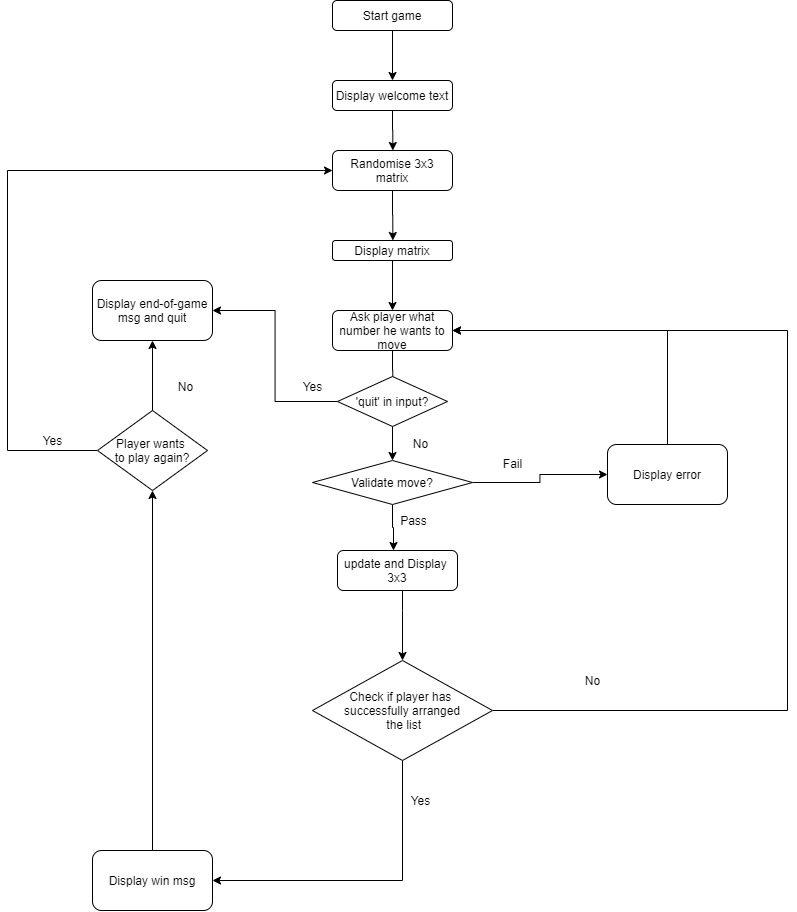 Start game
Display welcome text
Randomise 3x3
matrix
Display matrix
Display end-of-game
msg and quit
Ask player what
number he wants to
move
No
Yes
'quit' in input?
Yes
Player wants
to play again?
No
Fail
Validate move?
Display error
Pass
update and Display
3x3
No
Check if player has
successfully arranged
the list
Yes
Display win msg